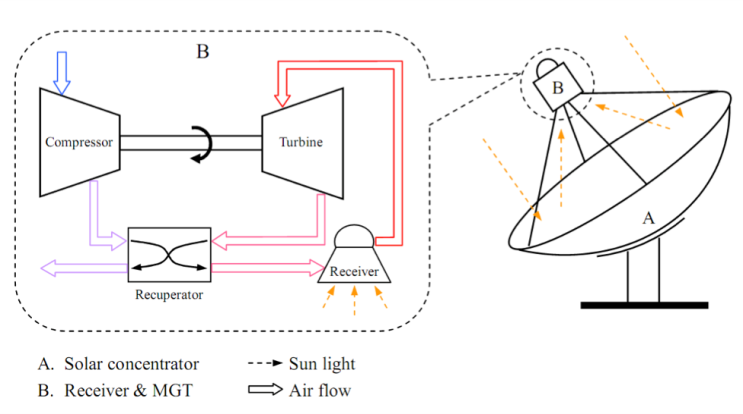 B
Compressor
Turbine
Receiver
Recuperator
B
A
A. Solar concentrator
Sun light
B. Receiver & MGT
Air flow